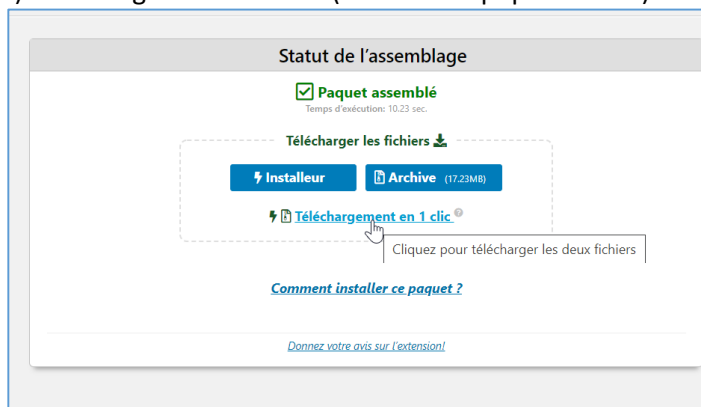 Statut de l'assemblage
Paquet assemblé
Temps d'exécution: 10.23 sec.
Télécharger les fichiers
Installeur
Archive (17.23MB)
Téléchargement en 1 clic
Cliquez pour télécharger les deux fichiers
Comment installer ce paquet ?
Donnez votre avis sur l'extension!